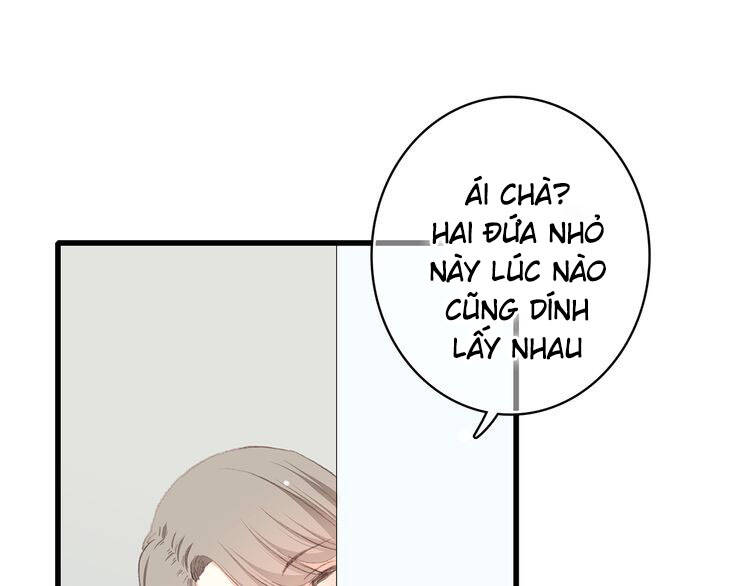 ÁI CHÀ?
HAI ĐỨA NHỎ
NÀY LÚC NÀO
CŨNG DÍNH
LẤY NHAU